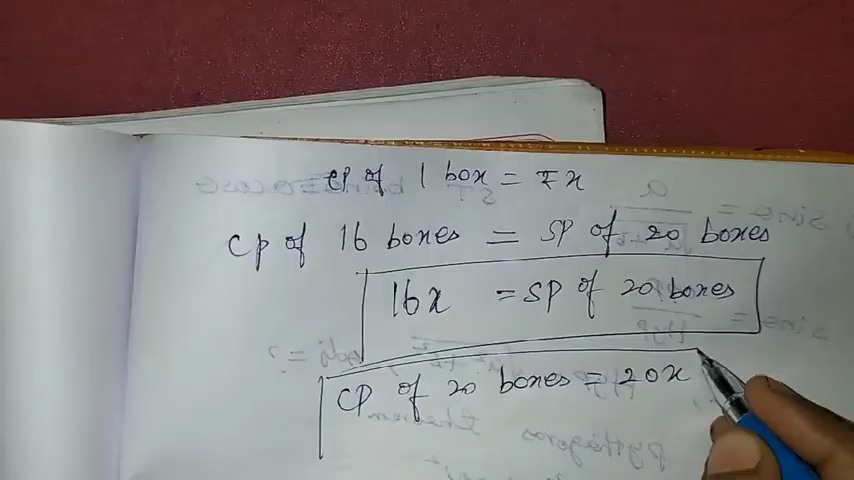 CP of 1 box = ₹ x
CP of 16 boxes = SP of 20 boxes
16x = SP of 20 boxes
CP of 20 boxes = 20x